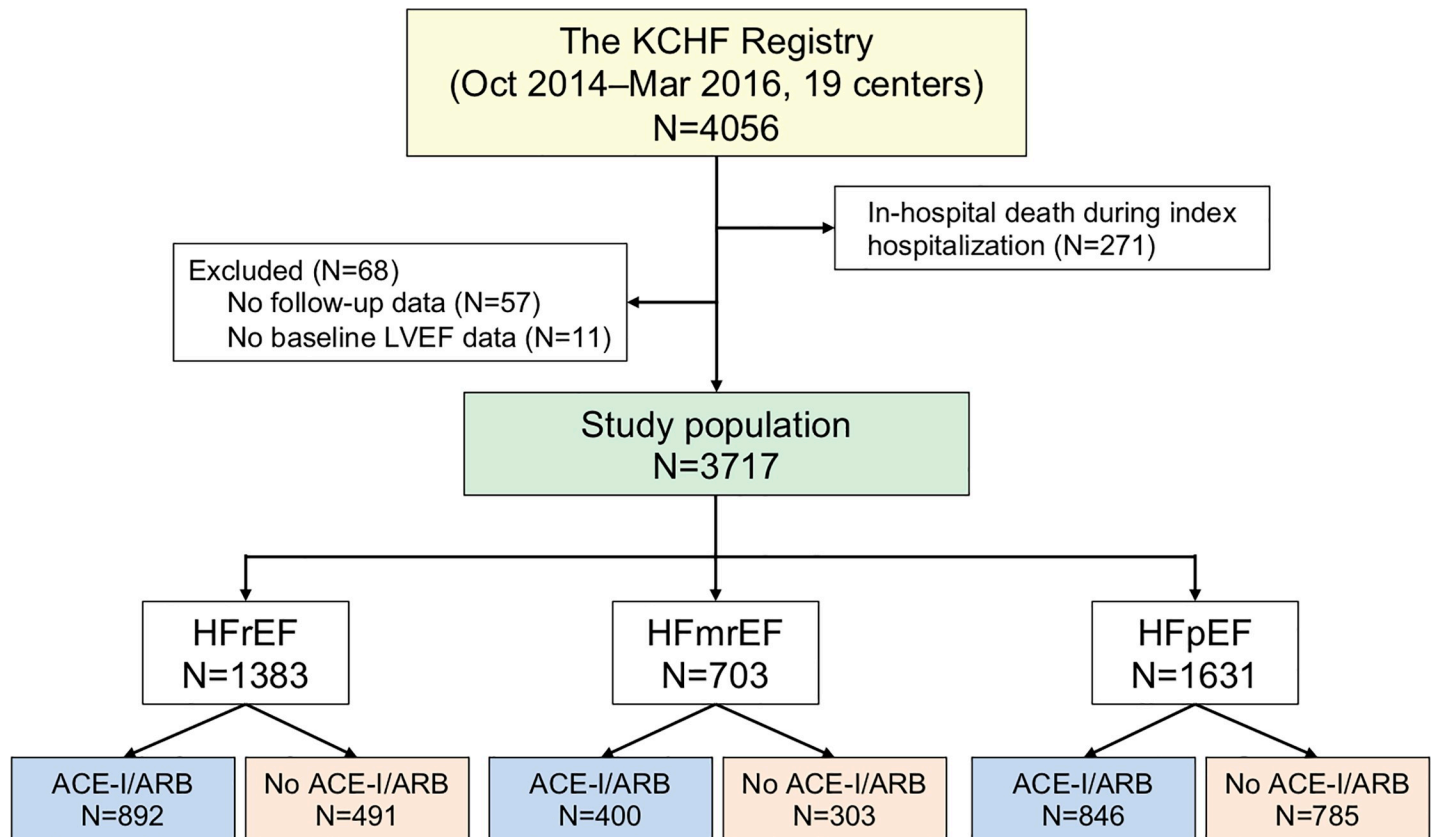 The KCHF Registry
(Oct 2014–Mar 2016, 19 centers)
N=4056
In-hospital death during index
hospitalization (N=271)
Excluded (N=68)
No follow-up data (N=57)
No baseline LVEF data (N=11)
Study population
N=3717
HFrEF
N=1383
HFmrEF
N=703
HFpEF
N=1631
ACE-I/ARB
N=892
No ACE-I/ARB
N=491
ACE-I/ARB
N=400
No ACE-I/ARB
N=303
ACE-I/ARB
N=846
No ACE-I/ARB
N=785